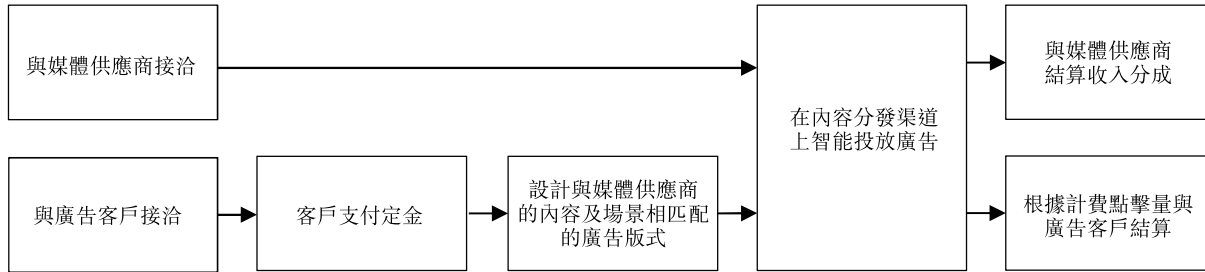 與媒體供應商接洽
在內容分發渠道
上智能投放廣告
與媒體供應商
結算收入分成
與廣告客戶接洽
客戶支付定金
設計與媒體供應商
的內容及場景相匹配
的廣告版式
根據計費點擊量與
廣告客戶結算